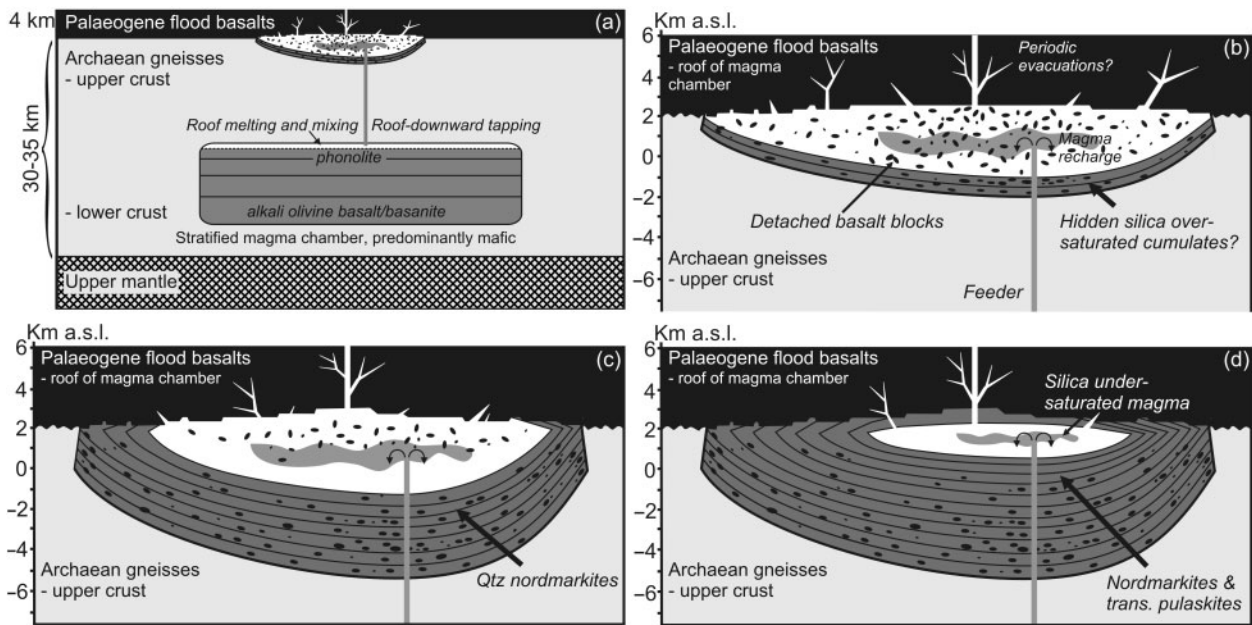 4 km
Palaeogene flood basalts
(a)
Archaean gneisses
- upper crust
30-35 km
Roof melting and mixing
Roof-downward tapping
phonolite
- lower crust
alkali olivine basalt/basanite
Stratified magma chamber, predominantly mafic
Upper mantle
Km a.s.l.
6
4
2
0
–2
–4
–6
Palaeogene flood basalts
- roof of magma
chamber
Periodic
evacuations?
(b)
Magma
recharge
Detached basalt blocks
Hidden silica over-
saturated cumulates?
Archaean gneisses
- upper crust
Feeder
Km a.s.l.
6
4
2
0
–2
–4
–6
Palaeogene flood basalts
- roof of magma chamber
(c)
Archaean gneisses
- upper crust
Qtz nordmarkites
Km a.s.l.
6
4
2
0
–2
–4
–6
Palaeogene flood basalts
- roof of magma chamber
(d)
Silica under-
saturated magma
Archaean gneisses
- upper crust
Nordmarkites &
trans. pulaskites